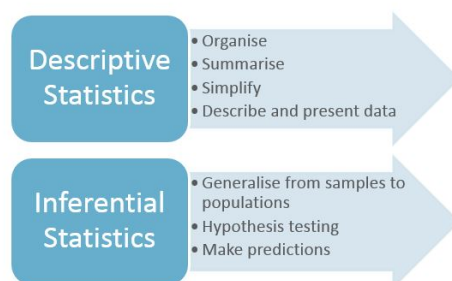 Descriptive
Statistics
• Organise
• Summarise
• Simplify
• Describe and present data
Inferential
Statistics
• Generalise from samples to
populations
• Hypothesis testing
• Make predictions